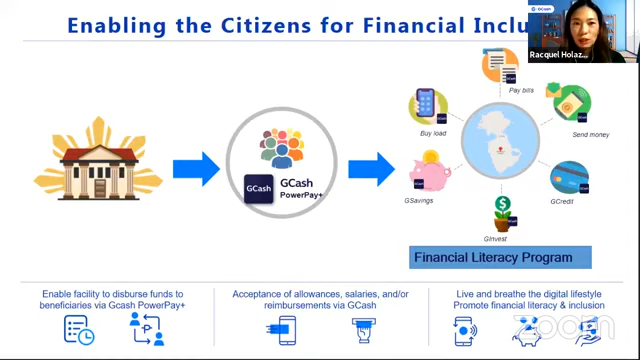 Enabling the Citizens for Financial Inclu
GCash
Racquel Holaz...
Pay bills
Buy load
Send money
GCash
GCash
PowerPay+
GSavings
GCredit
GInvest
Financial Literacy Program
Enable facility to disburse funds to
beneficiaries via Gcash PowerPay+
Acceptance of allowances, salaries, and/or
reimbursements via GCash
Live and breathe the digital lifestyle
Promote financial literacy & inclusion
zoom